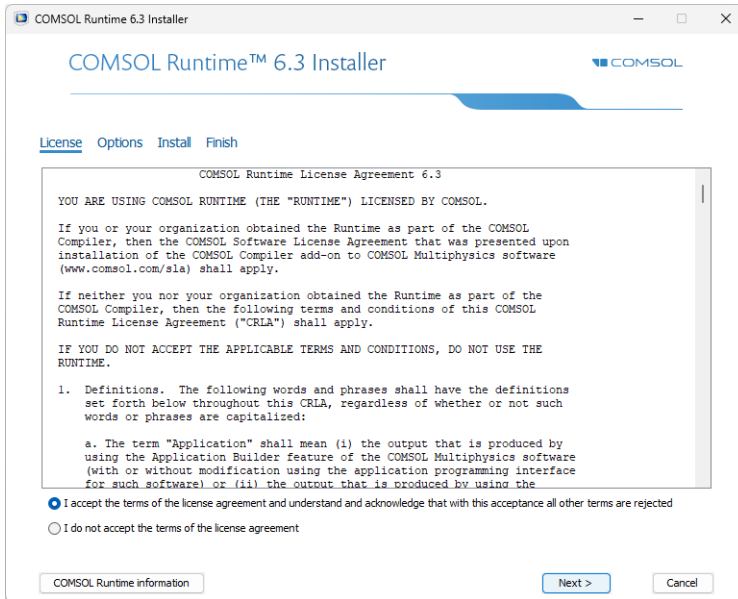 COMSOL Runtime 6.3 Installer
COMSOL Runtime™ 6.3 Installer
COMSOL
License Options Install Finish
COMSOL Runtime License Agreement 6.3
YOU ARE USING COMSOL RUNTIME (THE "RUNTIME") LICENSED BY COMSOL.
If you or your organization obtained the Runtime as part of the COMSOL
Compiler, then the COMSOL Software License Agreement that was presented upon
installation of the COMSOL Compiler add-on to COMSOL Multiphysics software
(www.comsol.com/sla) shall apply.
If neither you nor your organization obtained the Runtime as part of the
COMSOL Compiler, then the following terms and conditions of this COMSOL
Runtime License Agreement ("CRLA") shall apply.
IF YOU DO NOT ACCEPT THE APPLICABLE TERMS AND CONDITIONS, DO NOT USE THE
RUNTIME.
1. Definitions. The following words and phrases shall have the definitions
set forth below throughout this CRLA, regardless of whether or not such
words or phrases are capitalized:
a. The term "Application" shall mean (i) the output that is produced by
using the Application Builder feature of the COMSOL Multiphysics software
(with or without modification using the application programming interface
for such software) or (ii) the output that is produced by using the
I accept the terms of the license agreement and understand and acknowledge that with this acceptance all other terms are rejected
I do not accept the terms of the license agreement
COMSOL Runtime information
Next >
Cancel